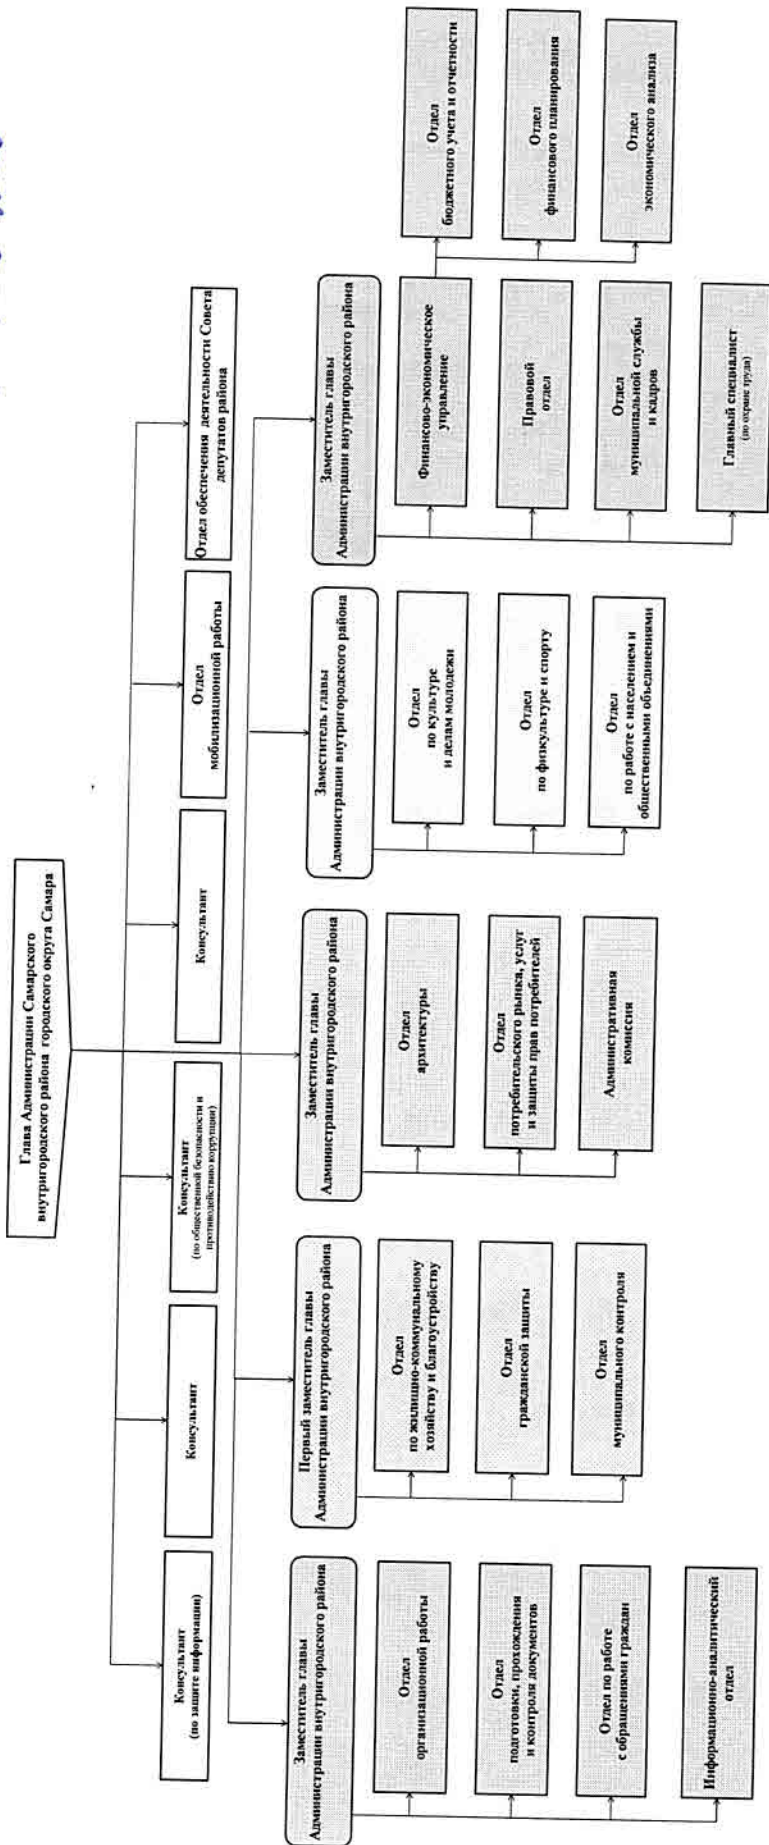 Глава Администрации Самарского
внутригородского района городского округа Самара
Консультант
(по защите информации)
Консультант
Консультант
(по общественной безопасности и
противодействию коррупции)
Консультант
Отдел
мобилизационной работы
Отдел обеспечения деятельности Совета
депутатов района
Заместитель главы
Администрации внутригородского района
Отдел
организационной работы
Отдел
подготовки, прохождения
и контроля документов
Отдел по работе
с обращениями граждан
Информационно-аналитический
отдел
Первый заместитель главы
Администрации внутригородского района
Отдел
по жилищно-коммунальному
хозяйству и благоустройству
Отдел
гражданской защиты
Отдел
муниципального контроля
Заместитель главы
Администрации внутригородского района
Отдел
архитектуры
Отдел
потребительского рынка, услуг
и защиты прав потребителей
Административная
комиссия
Заместитель главы
Администрации внутригородского района
Отдел
по культуре
и делам молодежи
Отдел
по физкультуре и спорту
Отдел
по работе с населением и
общественными объединениями
Заместитель главы
Администрации внутригородского района
Финансово-экономическое
управление
Правовой
отдел
Отдел
муниципальной службы
и кадров
Главный специалист
(по охране труда)
Отдел
бюджетного учета и отчетности
Отдел
финансового планирования
Отдел
экономического анализа